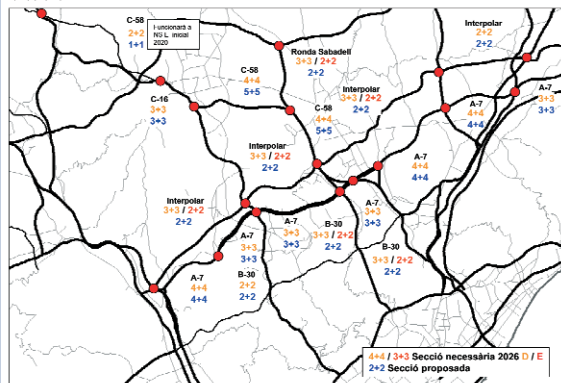 C-58
2+2
1+1
Funcionarà a
NS E inicial
2020
Interpolar
2+2
2+2
Ronda Sabadell
3+3 / 2+2
2+2
C-58
4+4
5+5
Interpolar
3+3 / 2+2
2+2
A-7
3+3
3+3
C-16
3+3
3+3
C-58
4+4
5+5
A-7
4+4
4+4
Interpolar
3+3 / 2+2
2+2
A-7
4+4
4+4
Interpolar
3+3 / 2+2
2+2
A-7
3+3
3+3
A-7
3+3
3+3
B-30
3+3 / 2+2
2+2
A-7
3+3
3+3
B-30
3+3 / 2+2
2+2
A-7
4+4
4+4
B-30
2+2
2+2
4+4 / 3+3 Secció necessària 2026 D / E
2+2 Secció proposada